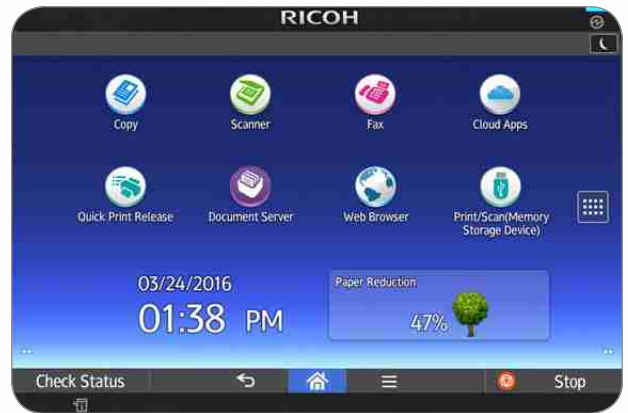 RICOH
Copy
Scanner
Fax
Cloud Apps
Quick Print Release
Document Server
Web Browser
Print/Scan(Memory
Storage Device)
03/24/2016
01:38 PM
Paper Reduction
47%
Check Status
Stop